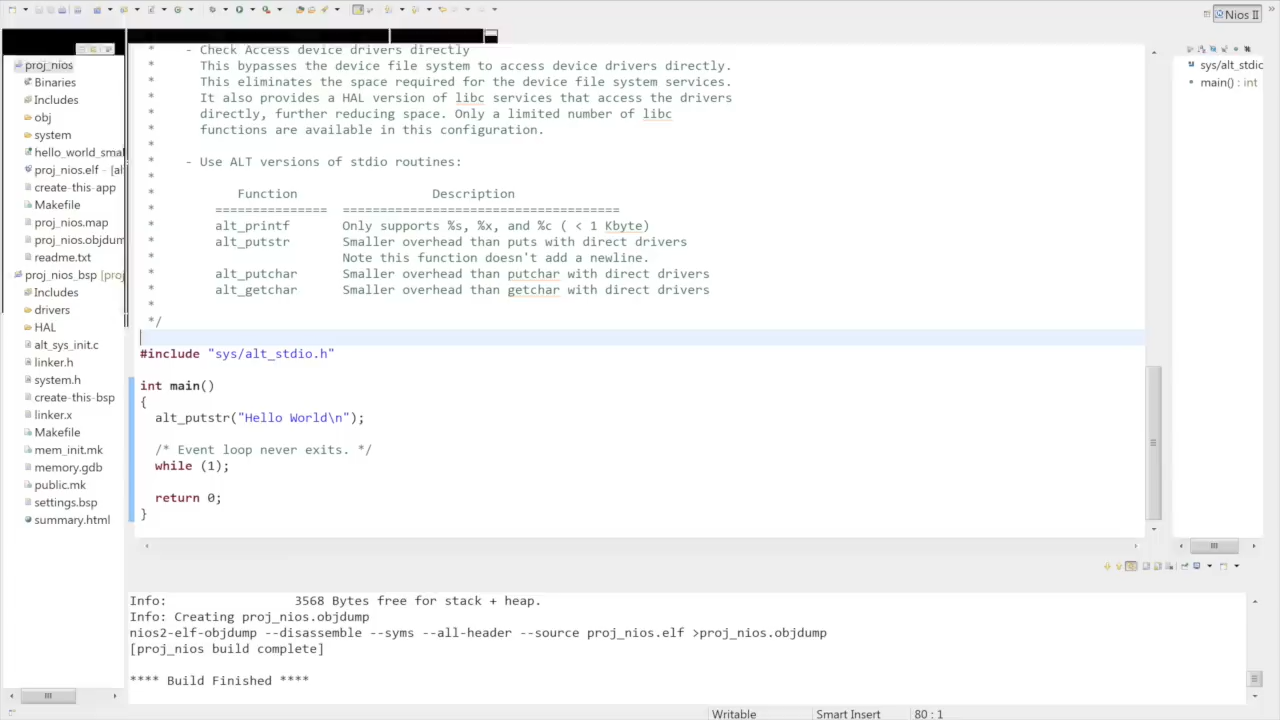 Nios II
proj_nios
Binaries
Includes
obj
system
hello_world_smal
proj_nios.elf - [al
create-this-app
Makefile
proj_nios.map
proj_nios.objdum
readme.txt
proj_nios_bsp [proj
Includes
drivers
HAL
alt_sys_init.c
linker.h
system.h
create-this-bsp
linker.x
Makefile
mem_init.mk
memory.gdb
public.mk
settings.bsp
summary.html
* - Check Access device drivers directly
* This bypasses the device file system to access device drivers directly.
* This eliminates the space required for the device file system services.
* It also provides a HAL version of libc services that access the drivers
* directly, further reducing space. Only a limited number of libc
* functions are available in this configuration.
*
* - Use ALT versions of stdio routines:
*
* Function Description
* =============== =====================================
* alt_printf Only supports %s, %x, and %c ( < 1 Kbyte)
* alt_putstr Smaller overhead than puts with direct drivers
* Note this function doesn't add a newline.
* alt_putchar Smaller overhead than putchar with direct drivers
* alt_getchar Smaller overhead than getchar with direct drivers
*
*/
#include "sys/alt_stdio.h"
int main()
{
alt_putstr("Hello World\n");
/* Event loop never exits. */
while (1);
return 0;
}
sys/alt_stdio
main() : int
Info: 3568 Bytes free for stack + heap.
Info: Creating proj_nios.objdump
nios2-elf-objdump --disassemble --syms --all-header --source proj_nios.elf >proj_nios.objdump
[proj_nios build complete]
**** Build Finished ****
Writable Smart Insert 80 : 1